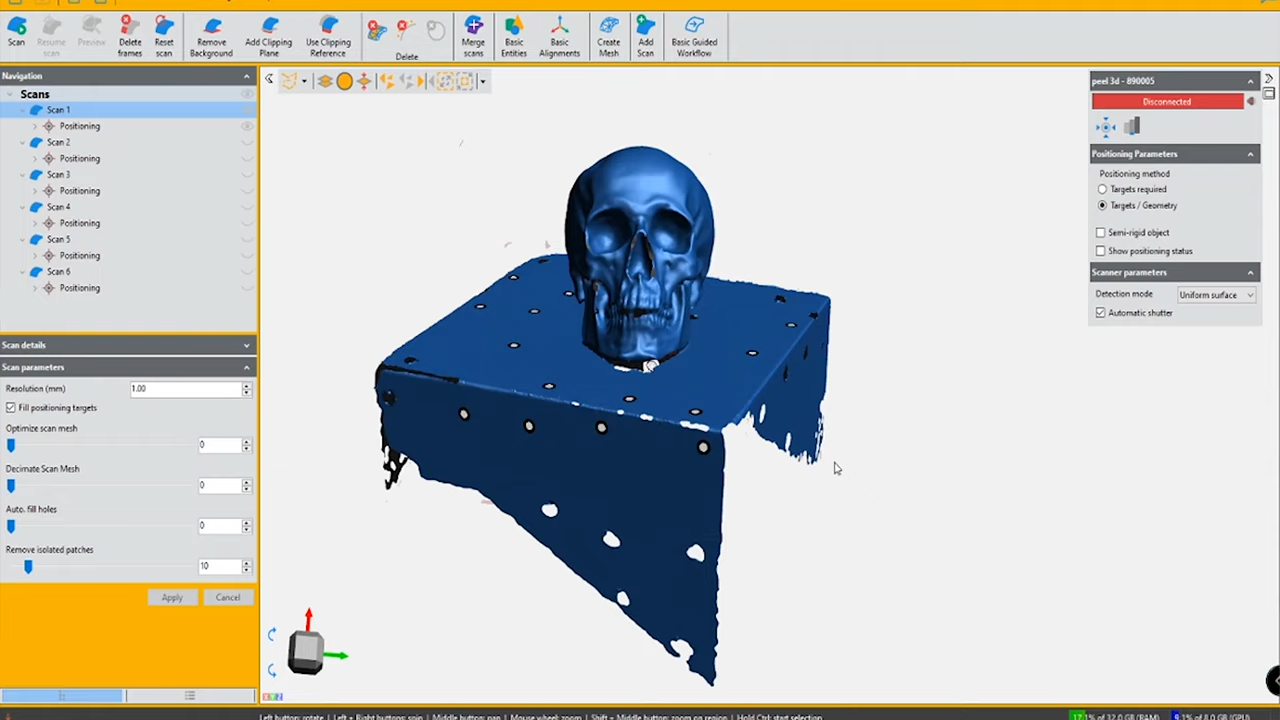 Scan
Resume scan
Preview
Delete frames
Reset scan
Remove Background
Add Clipping Plane
Use Clipping Reference
Delete
Merge scans
Basic Entities
Basic Alignments
Create Mesh
Add Scan
Basic Guided Workflow
Navigation
Scans
Scan 1
Positioning
Scan 2
Positioning
Scan 3
Positioning
Scan 4
Positioning
Scan 5
Positioning
Scan 6
Positioning
Scan details
Scan parameters
Resolution (mm) 1.00
Fill positioning targets
Optimize scan mesh
0
Decimate Scan Mesh
0
Auto. fill holes
0
Remove isolated patches
10
Apply Cancel
peel 3d - 890005
Disconnected
Positioning Parameters
Positioning method
Targets required
Targets / Geometry
Semi-rigid object
Show positioning status
Scanner parameters
Detection mode Uniform surface
Automatic shutter
X Y Z
Left button: rotate, Left + Right buttons: spin, Middle button: pan, Mouse wheel: zoom, Shift + Middle button: zoom on region, Hold Ctrl: start selection